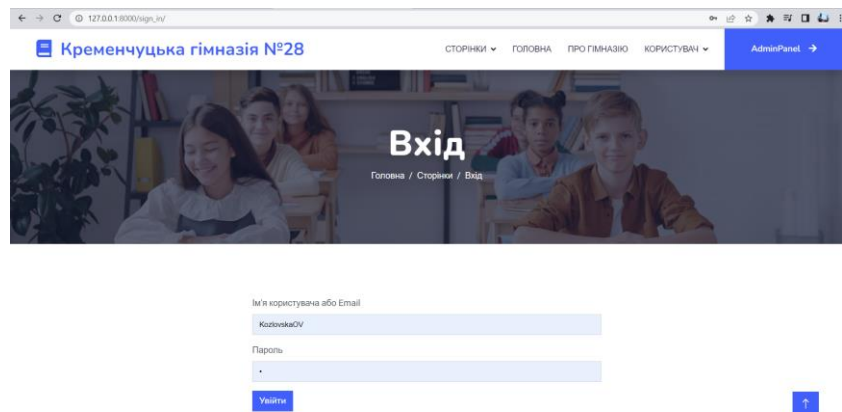 127.0.0.1:8000/sign_in/
Кременчуцька гімназія №28
СТОРІНКИ ГОЛОВНА ПРО ГІМНАЗІЮ КОРИСТУВАЧ AdminPanel
Вхід
Головна / Сторінки / Вхід
Ім'я користувача або Email
KozlovskaOV
Пароль
Увійти